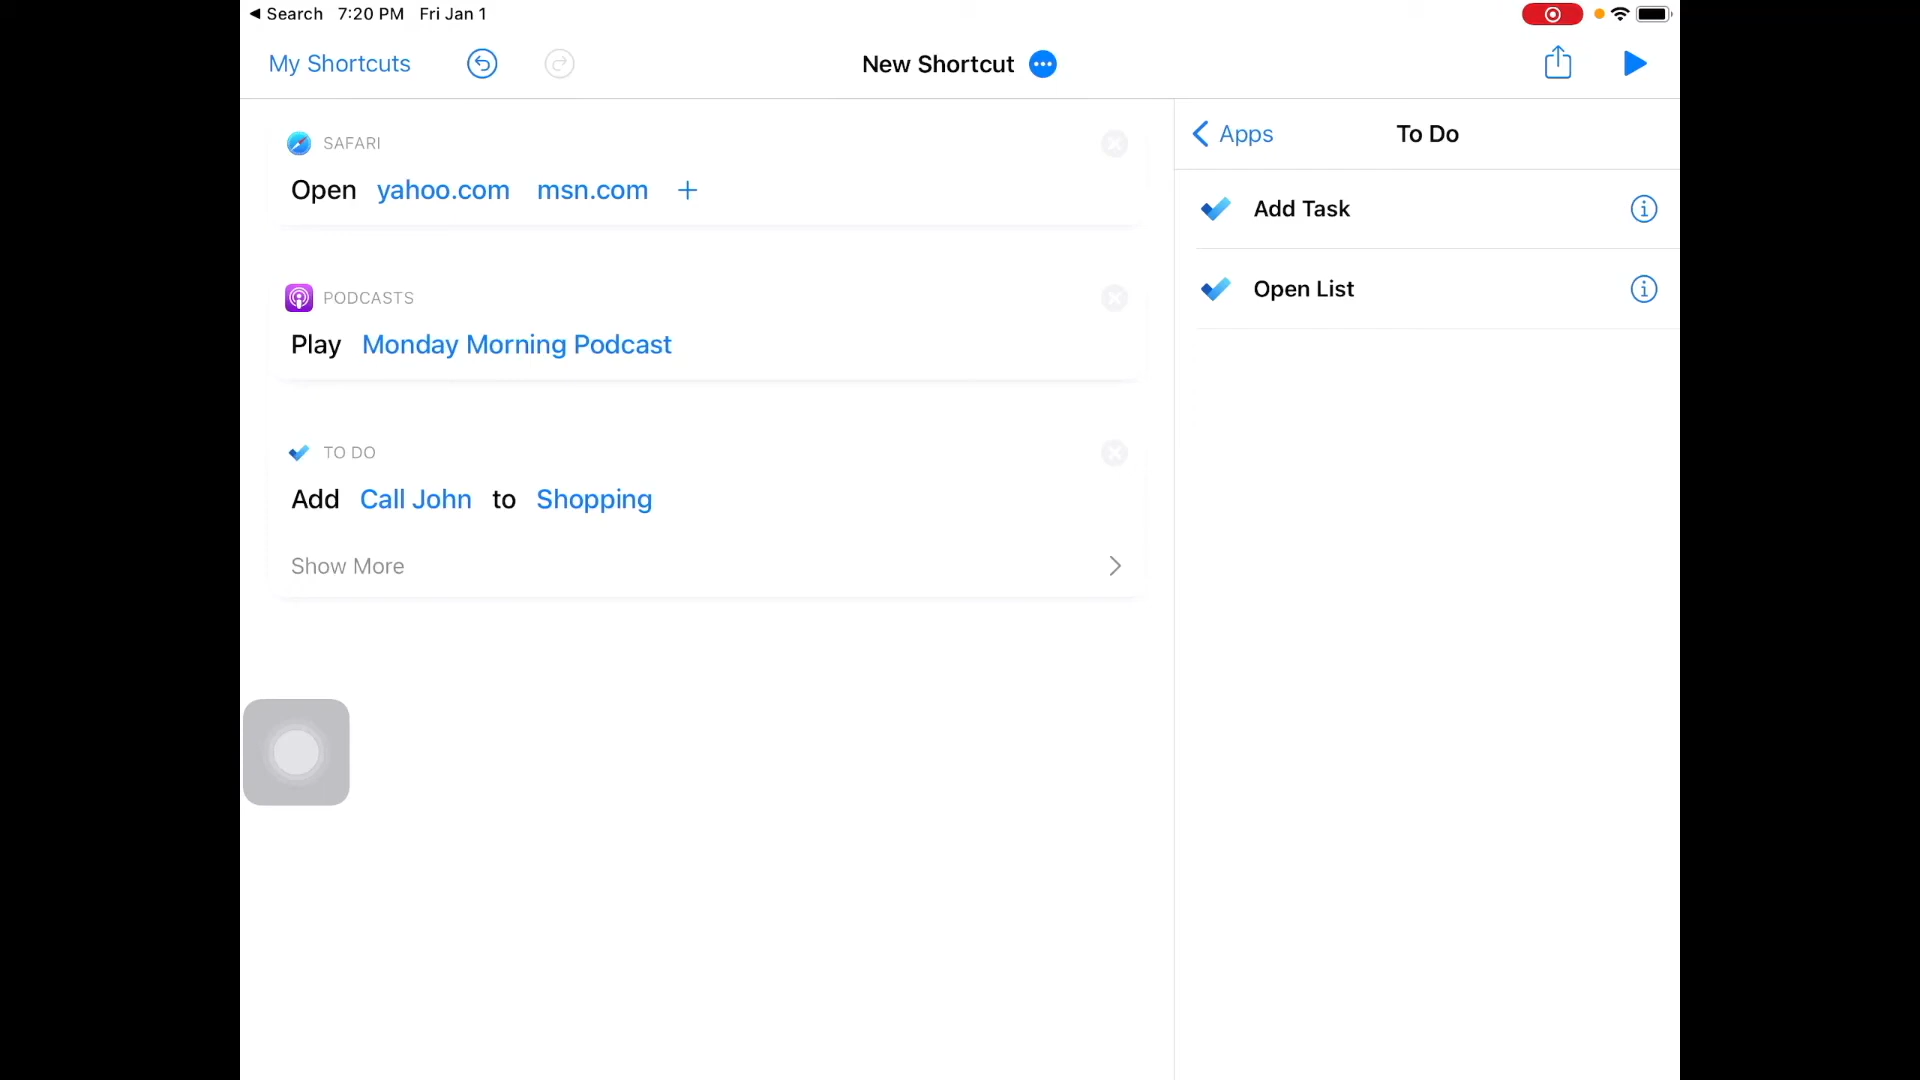 Search 7:20 PM Fri Jan 1
My Shortcuts
New Shortcut
SAFARI
Open yahoo.com msn.com +
PODCASTS
Play Monday Morning Podcast
TO DO
Add Call John to Shopping
Show More
Apps
To Do
Add Task
Open List